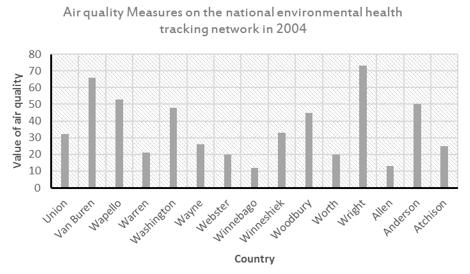 Air quality Measures on the national environmental health
tracking network in 2004
Value of air quality
80
70
60
50
40
30
20
10
0
Union
Van Buren
Wapello
Warren
Washington
Wayne
Webster
Winnebago
Winneshiek
Woodbury
Worth
Wright
Allen
Anderson
Atchison
Country